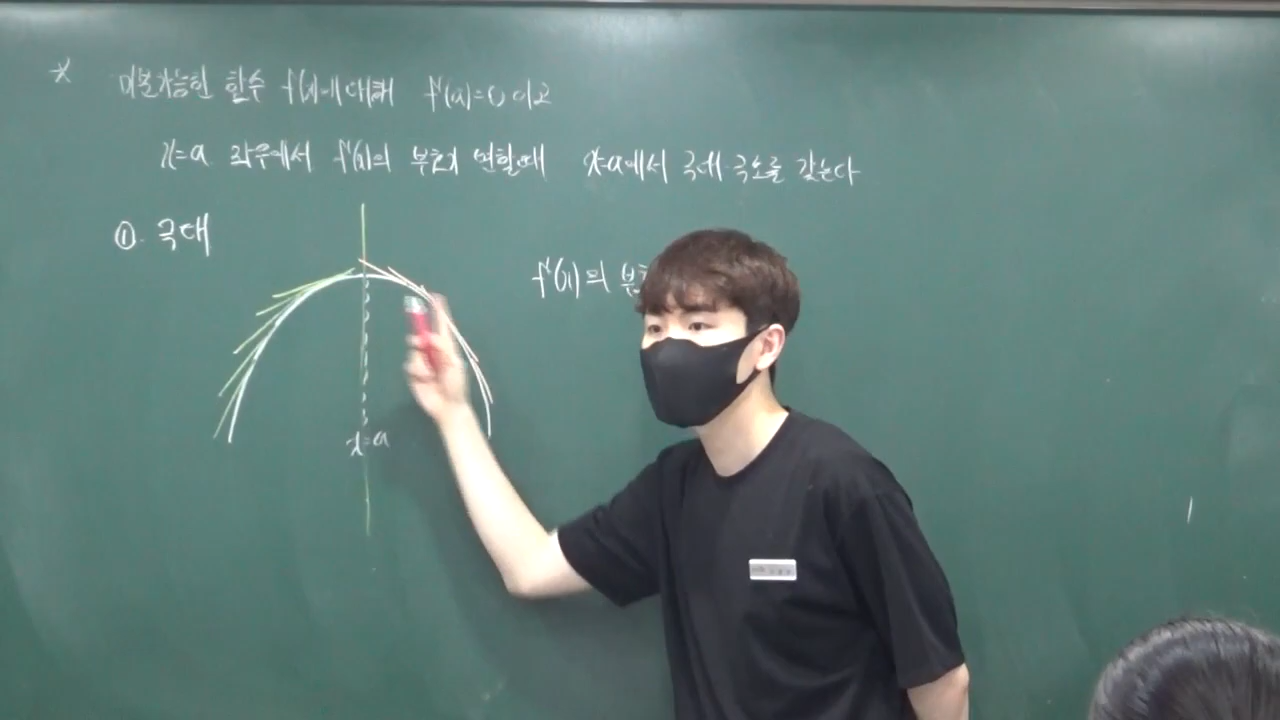 * 미분가능한 함수 f(x)에 대해 f'(a)=0 이고
x=a 좌우에서 f'(x)의 부호가 변할때 x=a에서 극대·극소를 갖는다
①. 극대
f'(x)의 부호
x=a